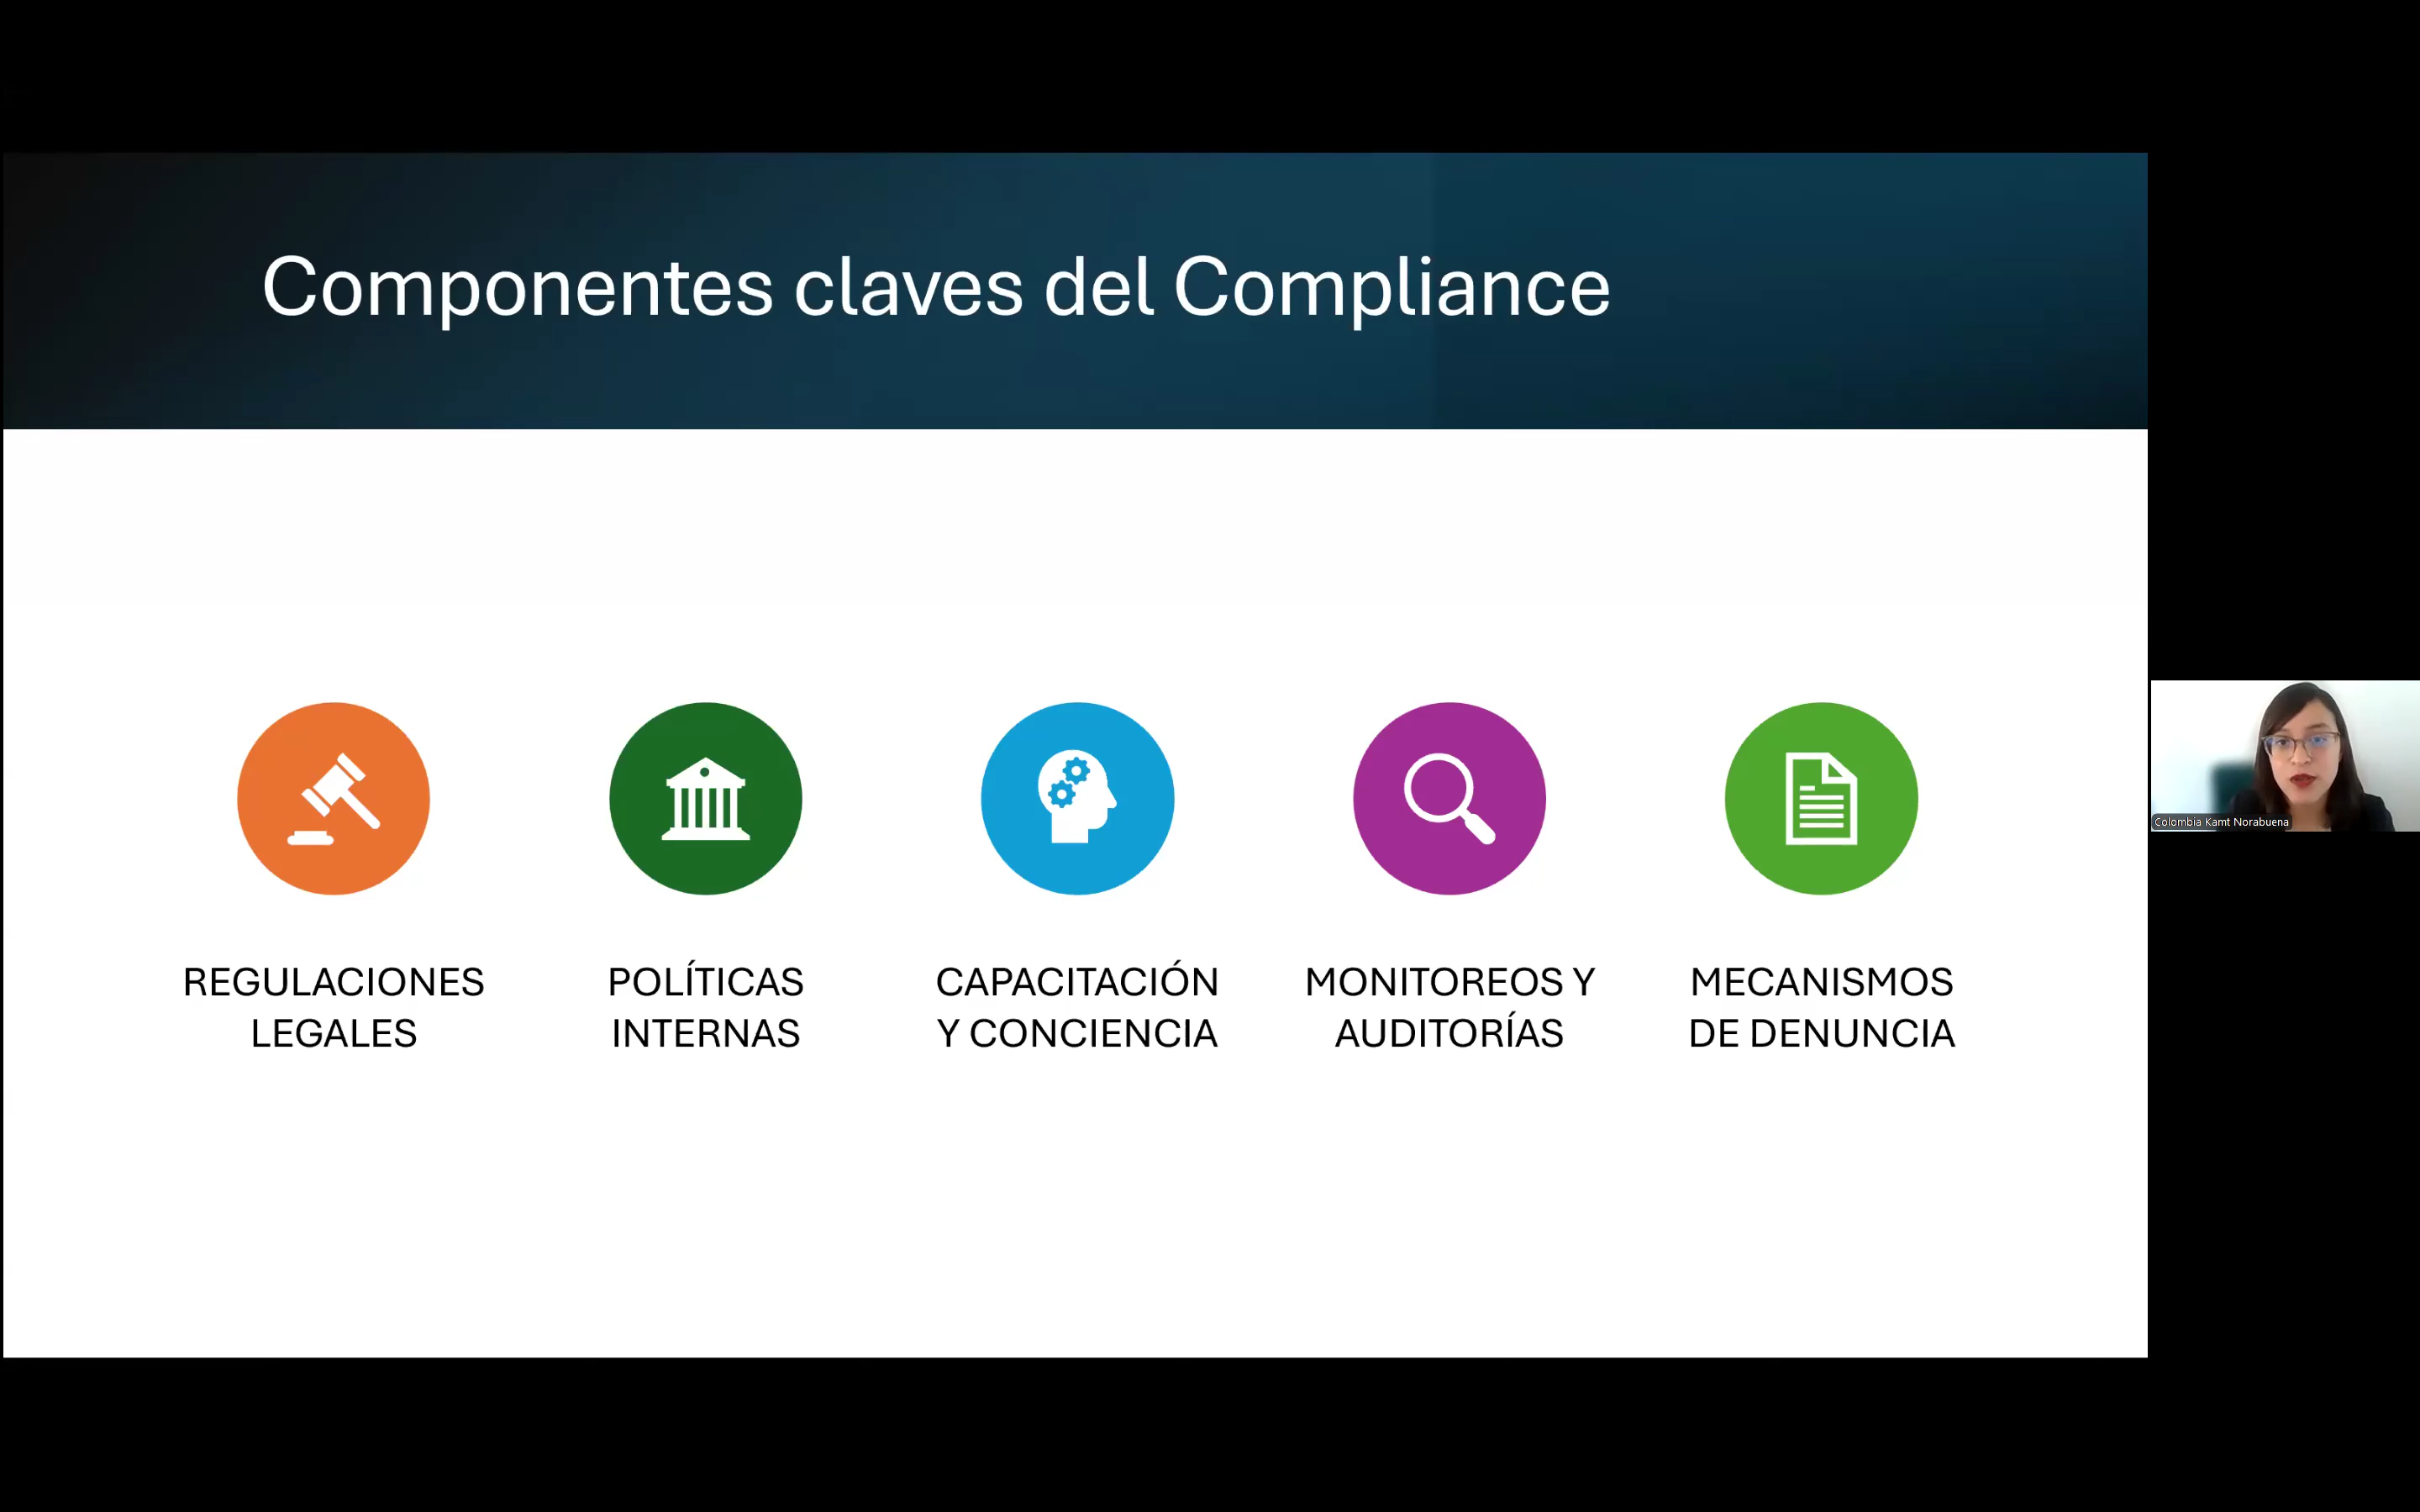 Componentes claves del Compliance
REGULACIONES
LEGALES
POLÍTICAS
INTERNAS
CAPACITACIÓN
Y CONCIENCIA
MONITOREOS Y
AUDITORÍAS
MECANISMOS
DE DENUNCIA
Colombia Kamt Norabuena